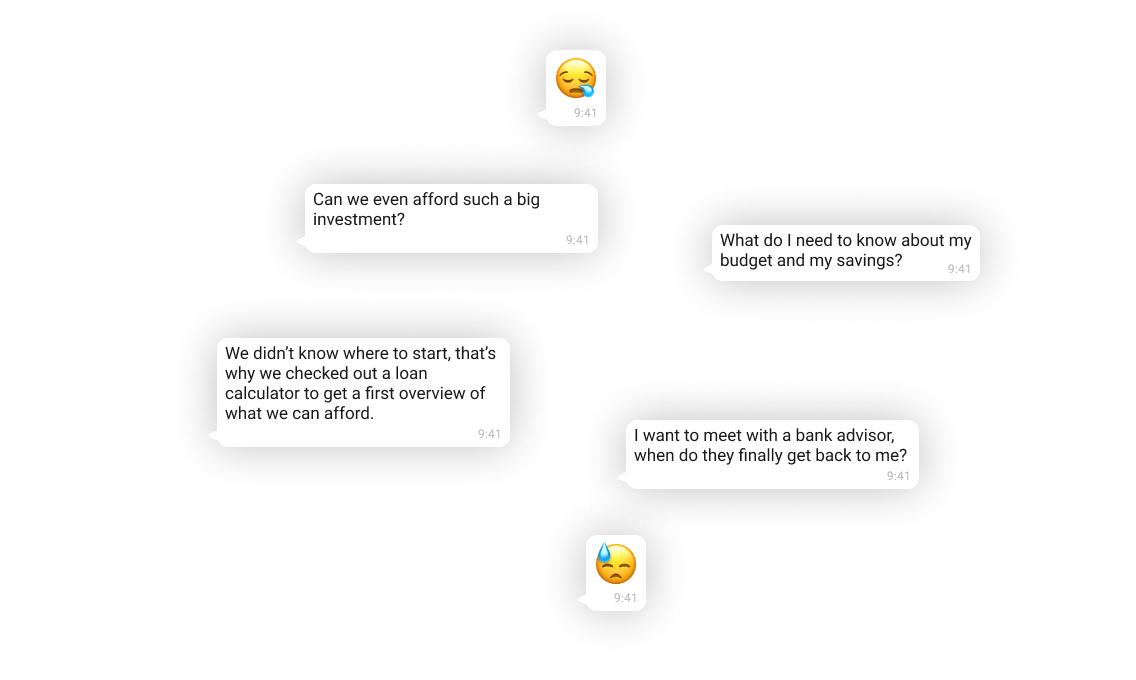 9:41
Can we even afford such a big
investment?
9:41
What do I need to know about my
budget and my savings?
9:41
We didn’t know where to start, that’s
why we checked out a loan
calculator to get a first overview of
what we can afford.
9:41
I want to meet with a bank advisor,
when do they finally get back to me?
9:41
9:41